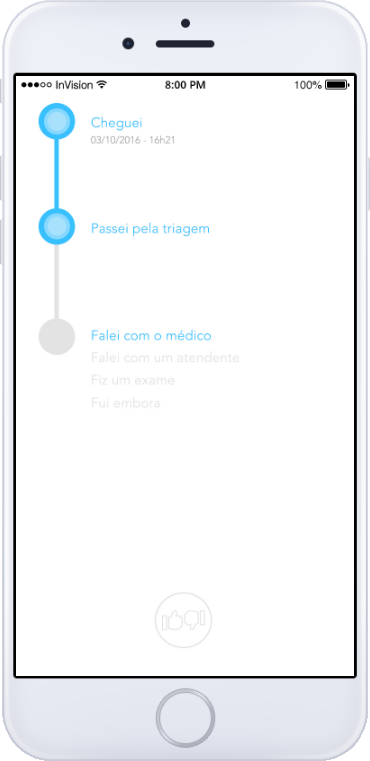 InVision 8:00 PM 100%
Cheguei
03/10/2016 - 16h21
Passei pela triagem
Falei com o médico
Falei com um atendente
Fiz um exame
Fui embora